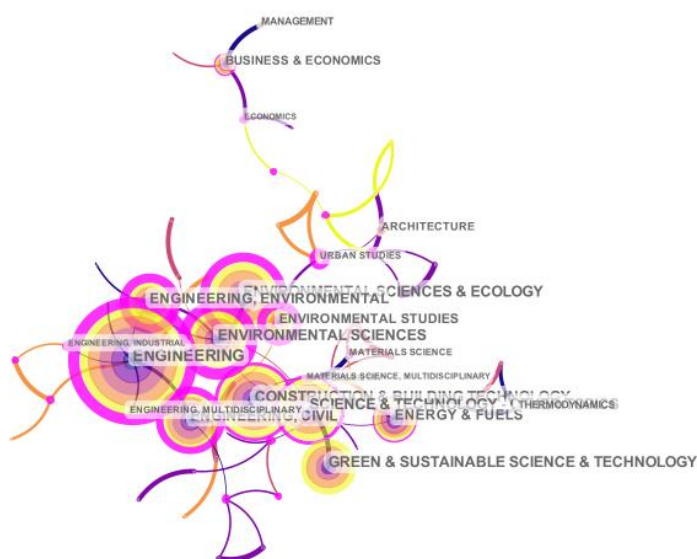 MANAGEMENT
BUSINESS & ECONOMICS
ECONOMICS
ARCHITECTURE
URBAN STUDIES
ENVIRONMENTAL SCIENCES & ECOLOGY
ENGINEERING, ENVIRONMENTAL
ENVIRONMENTAL STUDIES
ENVIRONMENTAL SCIENCES
ENGINEERING, INDUSTRIAL
MATERIALS SCIENCE
ENGINEERING
MATERIALS SCIENCE, MULTIDISCIPLINARY
CONSTRUCTION & BUILDING TECHNOLOGY
SCIENCE & TECHNOLOGY
THERMODYNAMICS
ENGINEERING, MULTIDISCIPLINARY
ENGINEERING, CIVIL
ENERGY & FUELS
GREEN & SUSTAINABLE SCIENCE & TECHNOLOGY